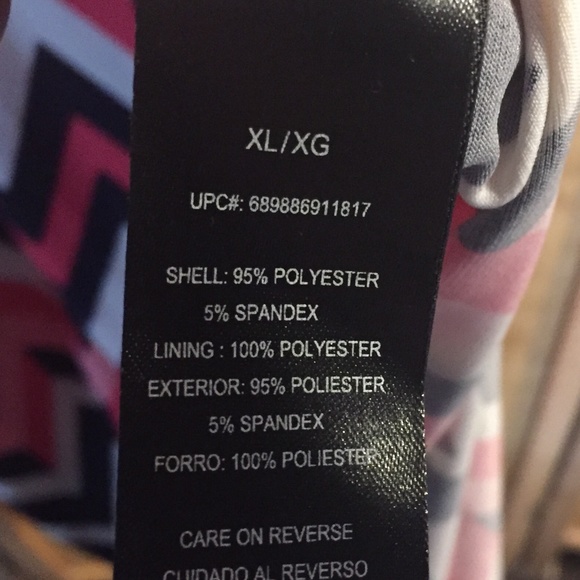 XL/XG
UPC#: 689886911817
SHELL: 95% POLYESTER
5% SPANDEX
LINING : 100% POLYESTER
EXTERIOR: 95% POLIESTER
5% SPANDEX
FORRO: 100% POLIESTER
CARE ON REVERSE
CUIDADO AL REVERSO